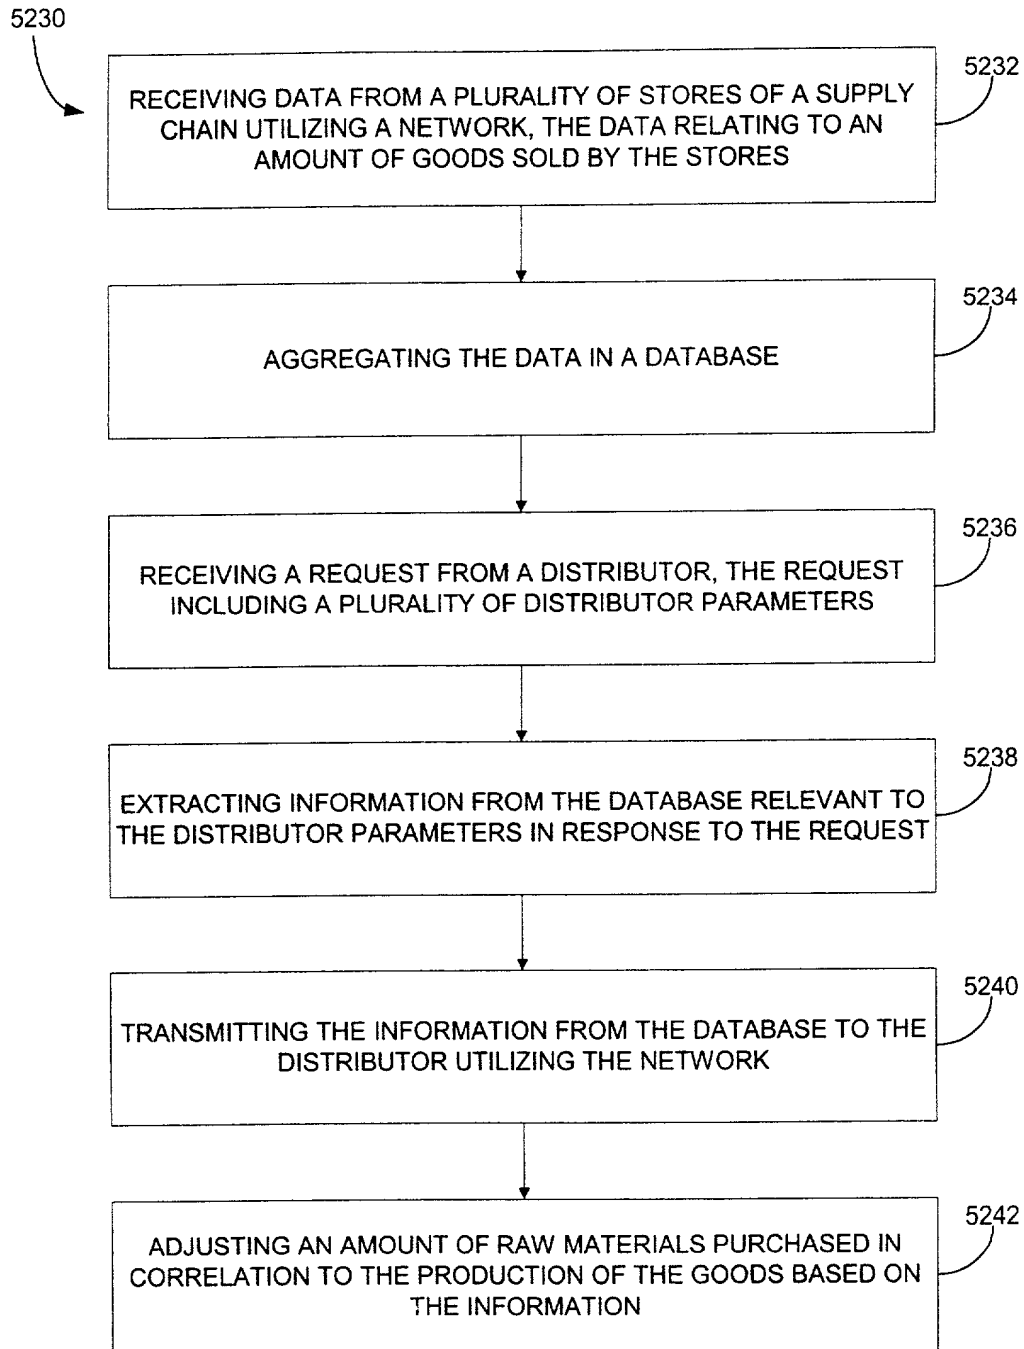 5230
5232
RECEIVING DATA FROM A PLURALITY OF STORES OF A SUPPLY
CHAIN UTILIZING A NETWORK, THE DATA RELATING TO AN
AMOUNT OF GOODS SOLD BY THE STORES
5234
AGGREGATING THE DATA IN A DATABASE
5236
RECEIVING A REQUEST FROM A DISTRIBUTOR, THE REQUEST
INCLUDING A PLURALITY OF DISTRIBUTOR PARAMETERS
5238
EXTRACTING INFORMATION FROM THE DATABASE RELEVANT TO
THE DISTRIBUTOR PARAMETERS IN RESPONSE TO THE REQUEST
5240
TRANSMITTING THE INFORMATION FROM THE DATABASE TO THE
DISTRIBUTOR UTILIZING THE NETWORK
5242
ADJUSTING AN AMOUNT OF RAW MATERIALS PURCHASED IN
CORRELATION TO THE PRODUCTION OF THE GOODS BASED ON
THE INFORMATION